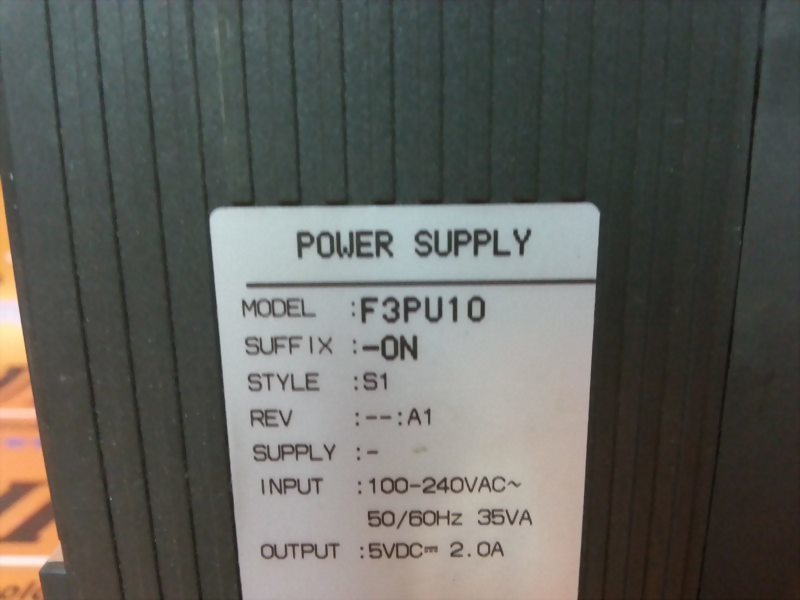 POWER SUPPLY
MODEL :F3PU10
SUFFIX :-0N
STYLE :S1
REV :--:A1
SUPPLY :-
INPUT :100-240VAC~
50/60Hz 35VA
OUTPUT :5VDC⎓ 2.0A